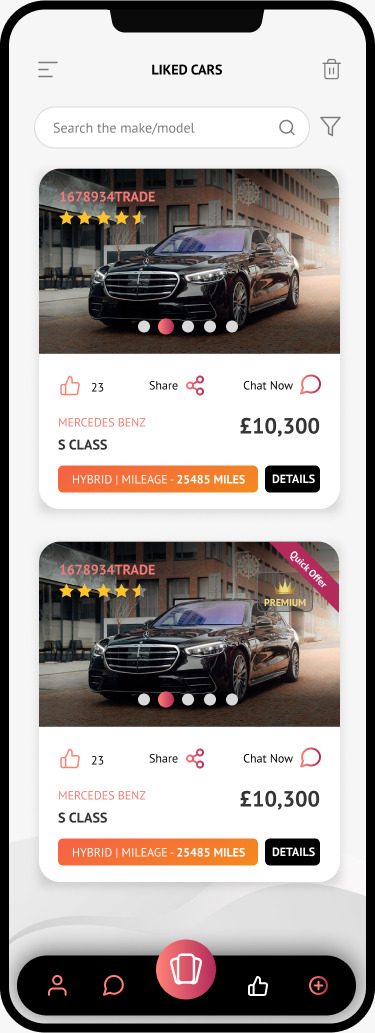 LIKED CARS
Search the make/model
1678934TRADE
23
Share
Chat Now
MERCEDES BENZ
£10,300
S CLASS
HYBRID | MILEAGE - 25485 MILES
DETAILS
1678934TRADE
Quick Offer
PREMIUM
23
Share
Chat Now
MERCEDES BENZ
£10,300
S CLASS
HYBRID | MILEAGE - 25485 MILES
DETAILS